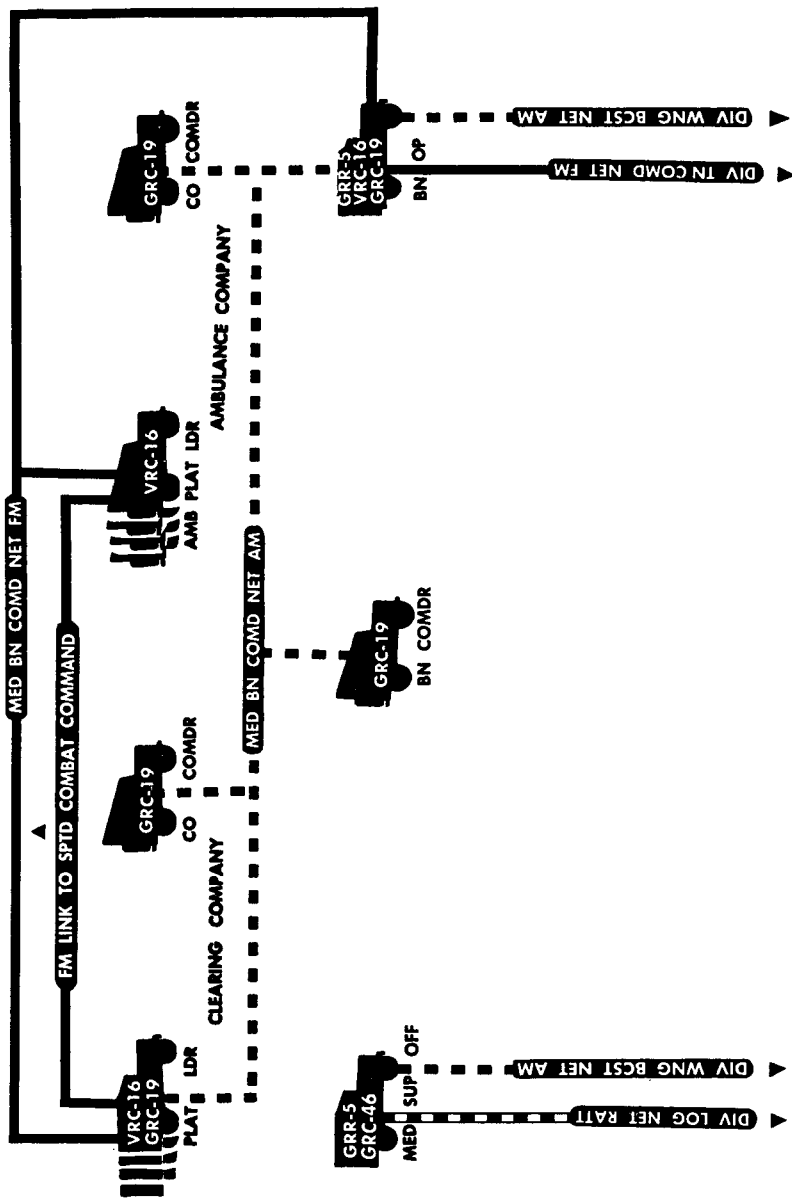 MED BN COMD NET FM
FM LINK TO SPTD COMBAT COMMAND
VRC-16
GRC-19
PLAT LDR
GRC-19
CO COMDR
VRC-16
AMB PLAT LDR
GRC-19
CO COMDR
CLEARING COMPANY
AMBULANCE COMPANY
MED BN COMD NET AM
GRR-5
GRC-46
MED SUP OFF
GRC-19
BN COMDR
GRR-5
VRC-16
GRC-19
BN OP
DIV LOG NET RATT
DIV WNG BCST NET AM
DIV TN COMD NET FM
DIV WNG BCST NET AM